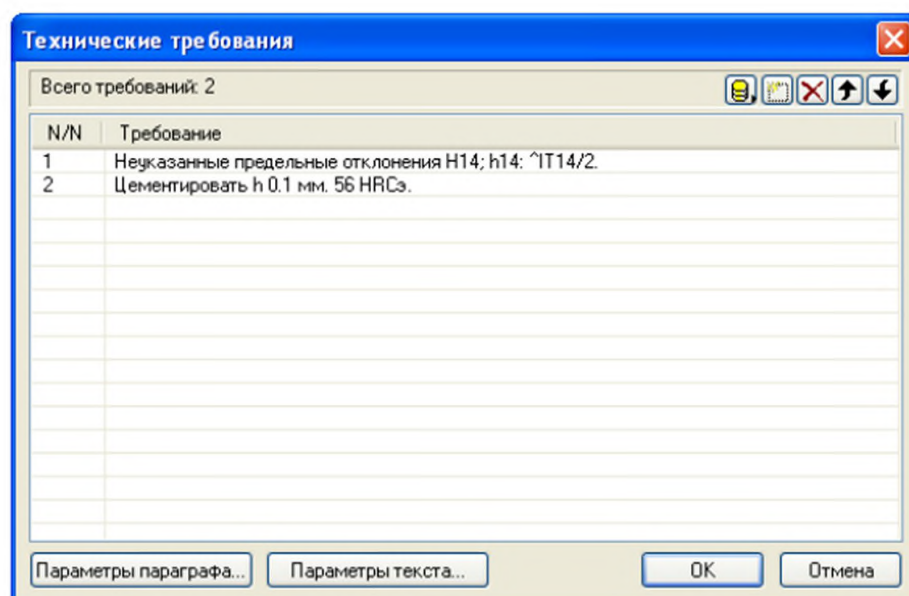 Технические требования
Всего требований: 2
N/N Требование
1 Неуказанные предельные отклонения H14; h14: ^IT14/2.
2 Цементировать h 0.1 мм. 56 HRCэ.
Параметры параграфа... Параметры текста... OK Отмена